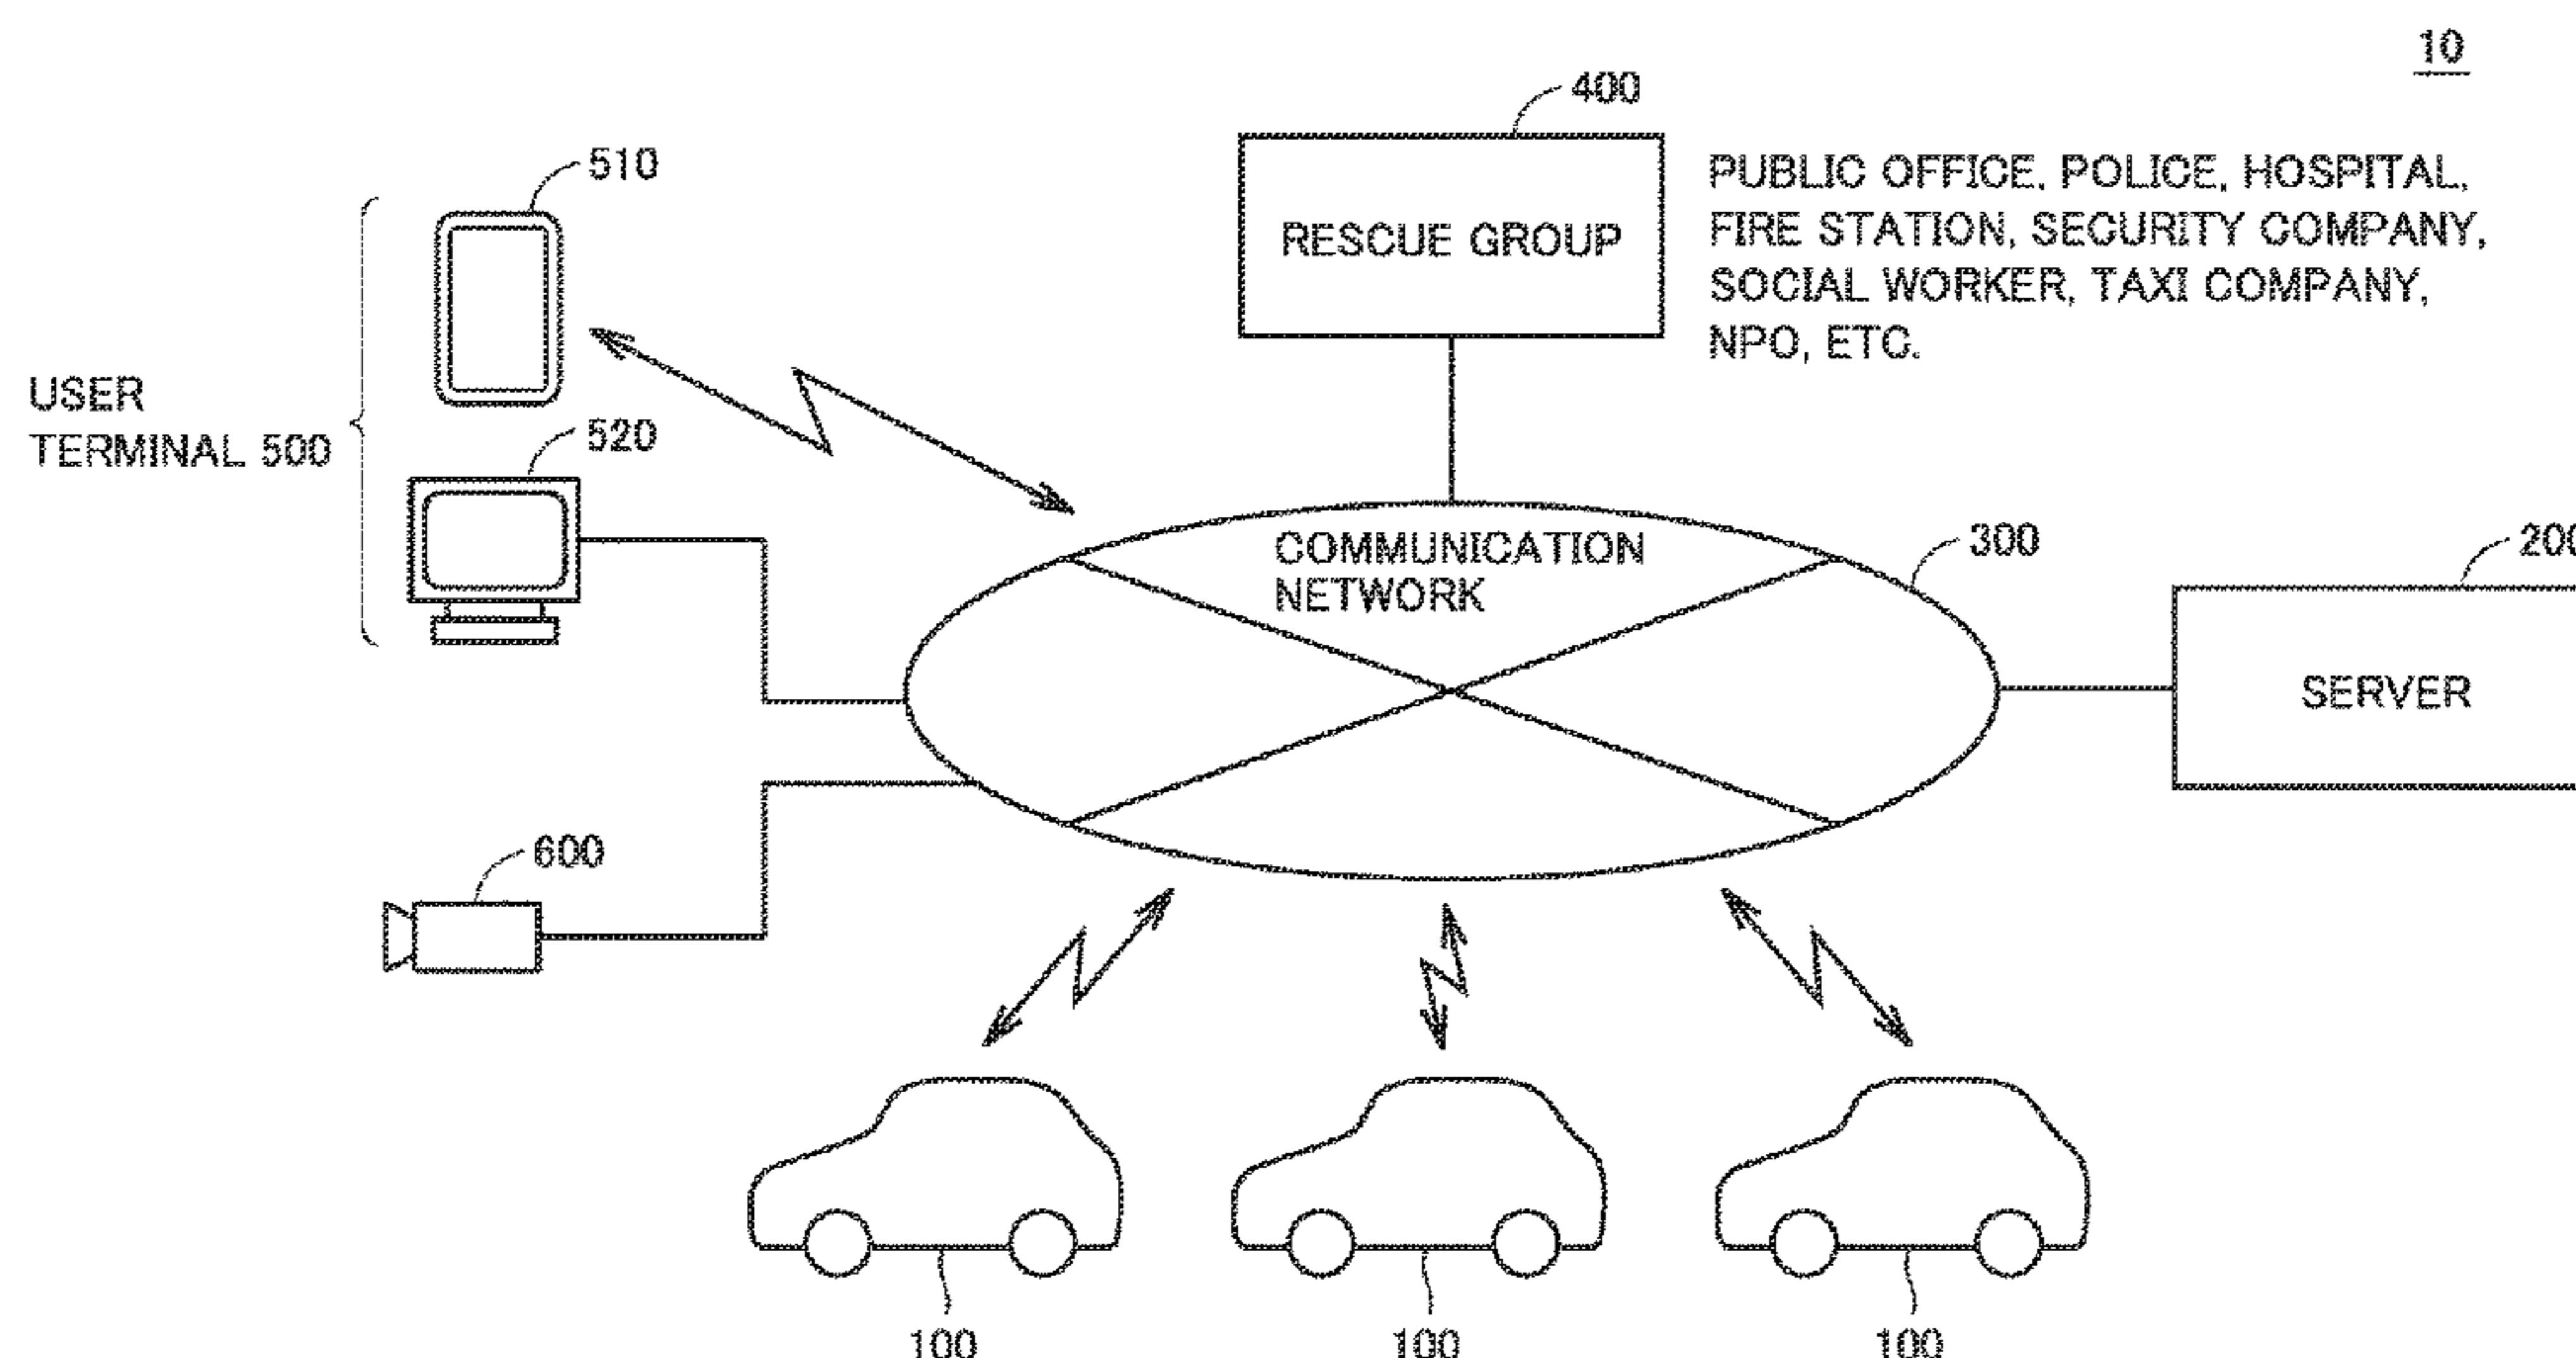 10
400
510
PUBLIC OFFICE, POLICE, HOSPITAL,
FIRE STATION, SECURITY COMPANY,
SOCIAL WORKER, TAXI COMPANY,
NPO, ETC.
RESCUE GROUP
USER
TERMINAL 500
520
COMMUNICATION
NETWORK
300
200
SERVER
600
100
100
100